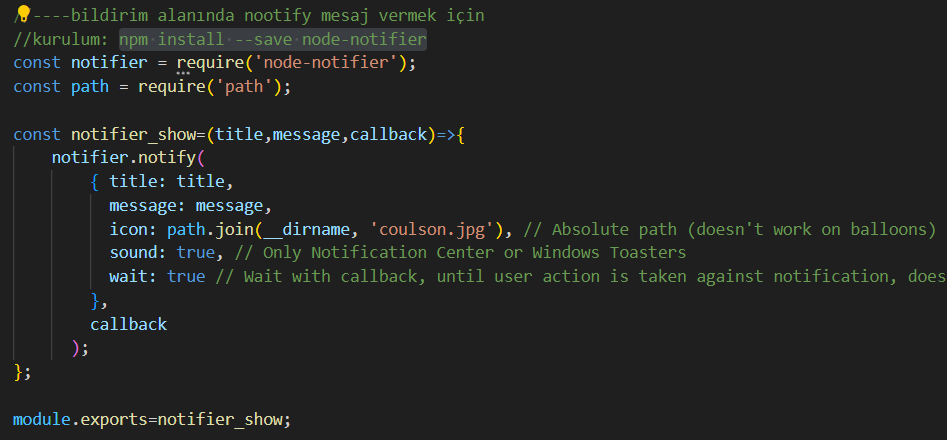 //----bildirim alanında nootify mesaj vermek için
//kurulum: npm install --save node-notifier
const notifier = require('node-notifier');
const path = require('path');
const notifier_show=(title,message,callback)=>{
notifier.notify(
{ title: title,
message: message,
icon: path.join(__dirname, 'coulson.jpg'), // Absolute path (doesn't work on balloons)
sound: true, // Only Notification Center or Windows Toasters
wait: true // Wait with callback, until user action is taken against notification, does
},
callback
);
};
module.exports=notifier_show;